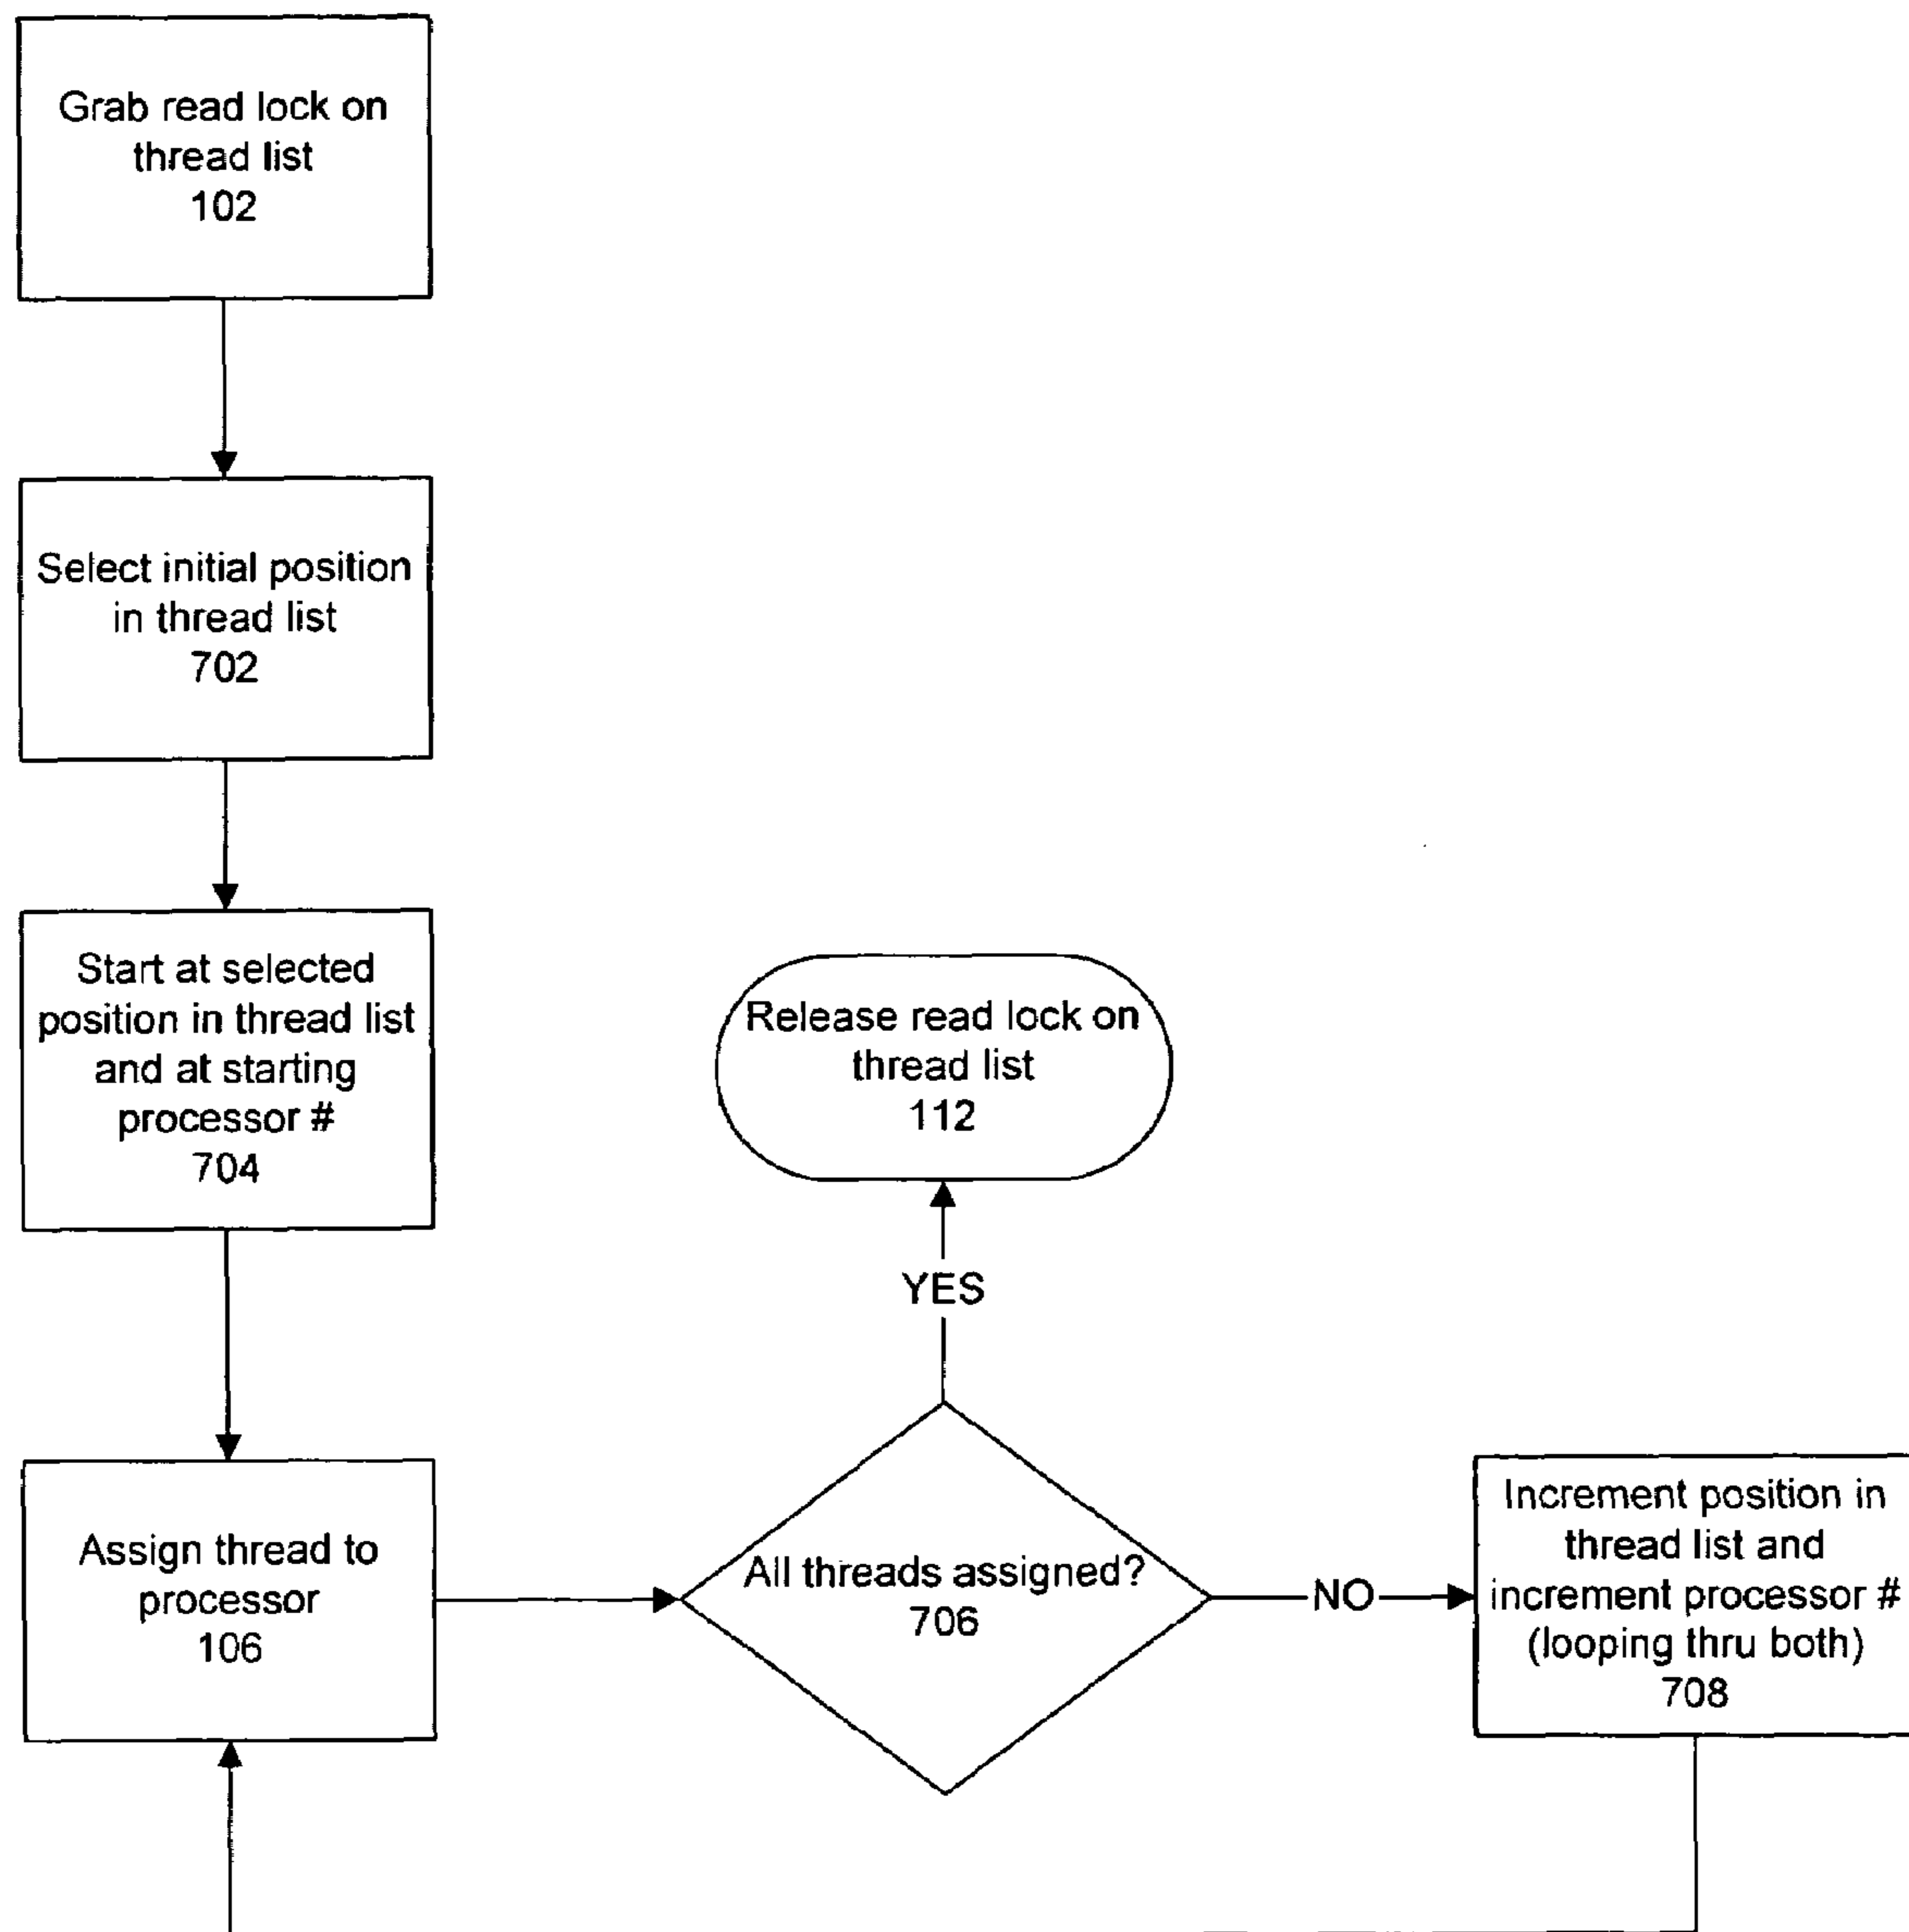 Grab read lock on
thread list
102
Select initial position
in thread list
702
Start at selected
position in thread list
and at starting
processor #
704
Release read lock on
thread list
112
YES
Assign thread to
processor
106
All threads assigned?
706
NO
Increment position in
thread list and
increment processor #
(looping thru both)
708